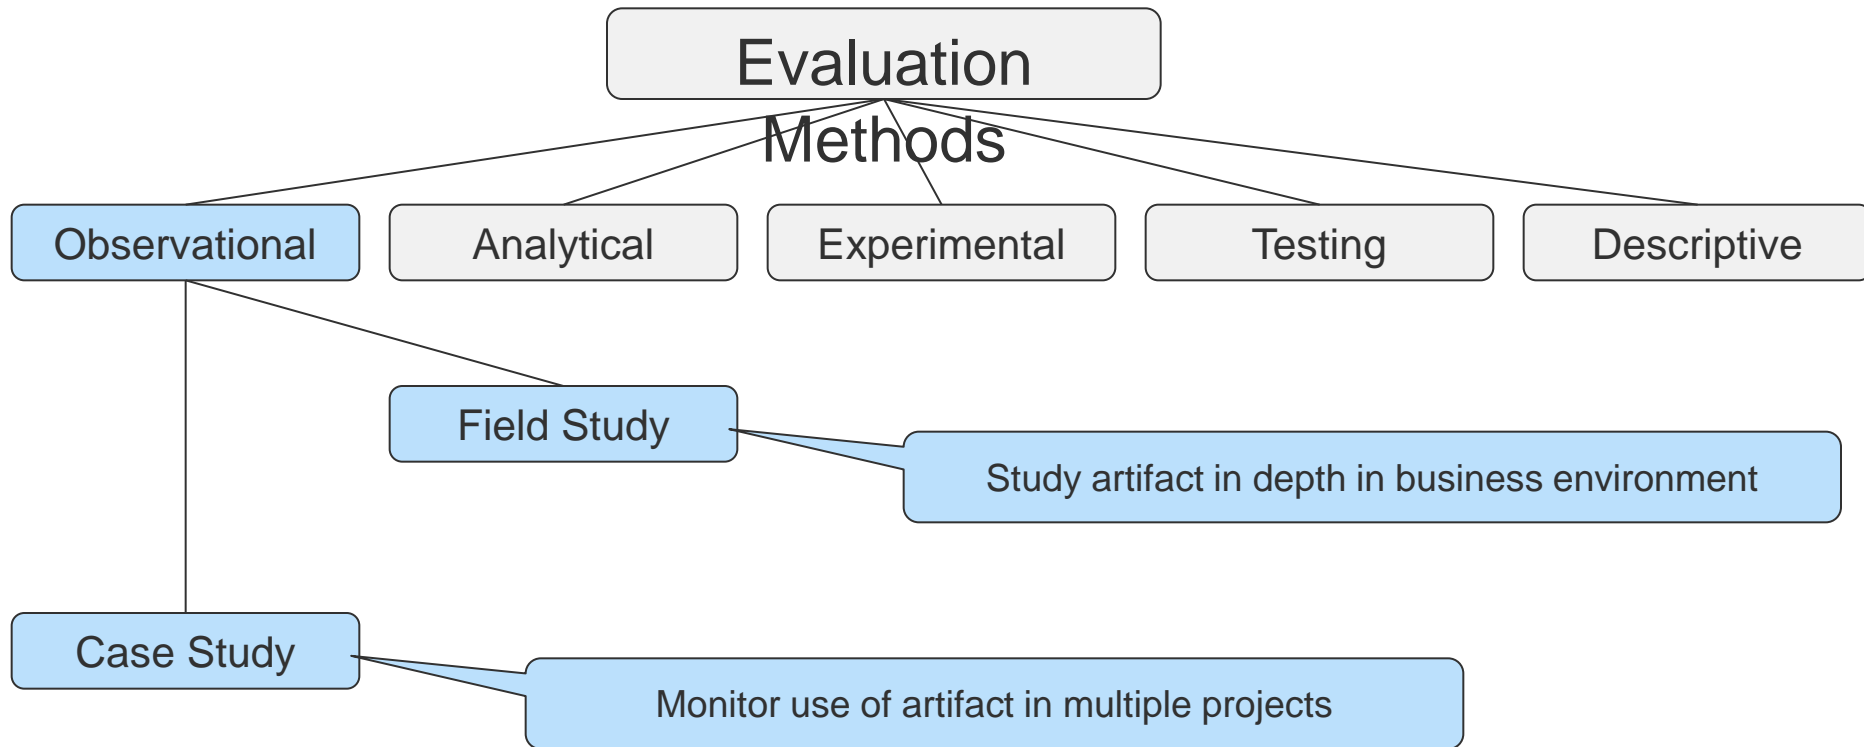 Evaluation
Methods
Observational
Analytical
Experimental
Testing
Descriptive
Field Study
Study artifact in depth in business environment
Case Study
Monitor use of artifact in multiple projects